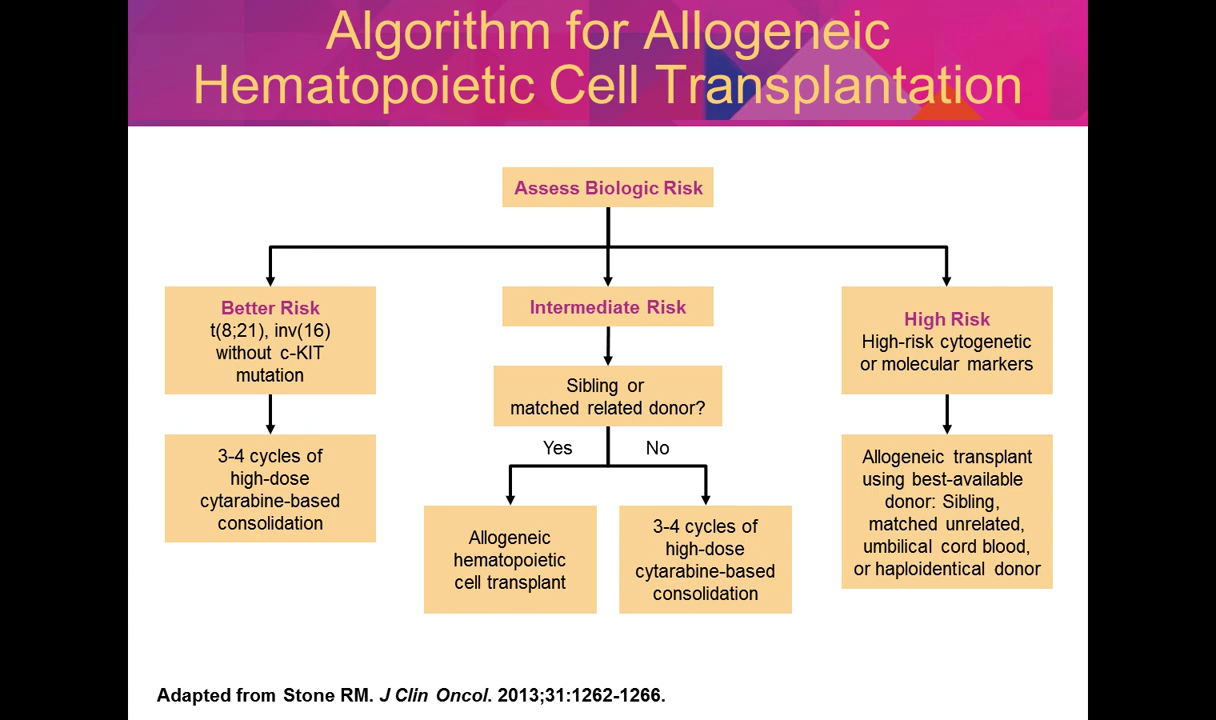 Algorithm for Allogeneic
Hematopoietic Cell Transplantation
Assess Biologic Risk
Better Risk
t(8;21), inv(16)
without c-KIT
mutation
3-4 cycles of
high-dose
cytarabine-based
consolidation
Intermediate Risk
Sibling or
matched related donor?
Yes
No
Allogeneic
hematopoietic
cell transplant
3-4 cycles of
high-dose
cytarabine-based
consolidation
High Risk
High-risk cytogenetic
or molecular markers
Allogeneic transplant
using best-available
donor: Sibling,
matched unrelated,
umbilical cord blood,
or haploidentical donor
Adapted from Stone RM. J Clin Oncol. 2013;31:1262-1266.